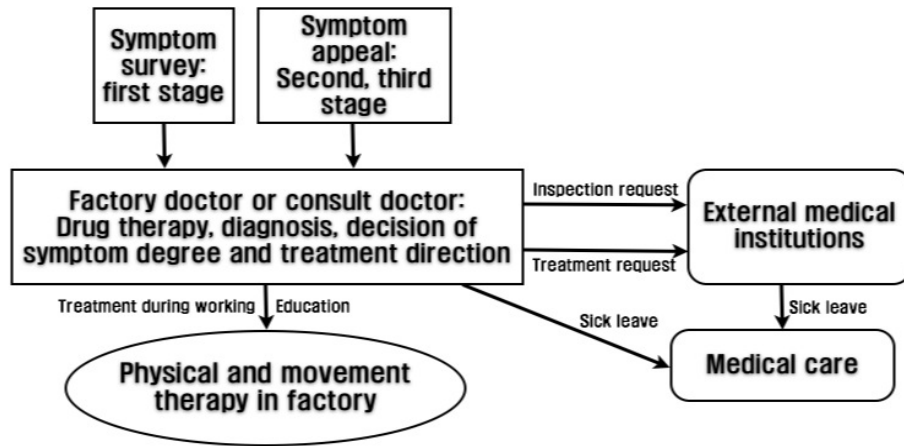 Symptom
survey:
first stage
Symptom
appeal:
Second, third
stage
Factory doctor or consult doctor:
Drug therapy, diagnosis, decision of
symptom degree and treatment direction
Inspection request
Treatment request
External medical
institutions
Treatment during working
Education
Sick leave
Sick leave
Physical and movement
therapy in factory
Medical care